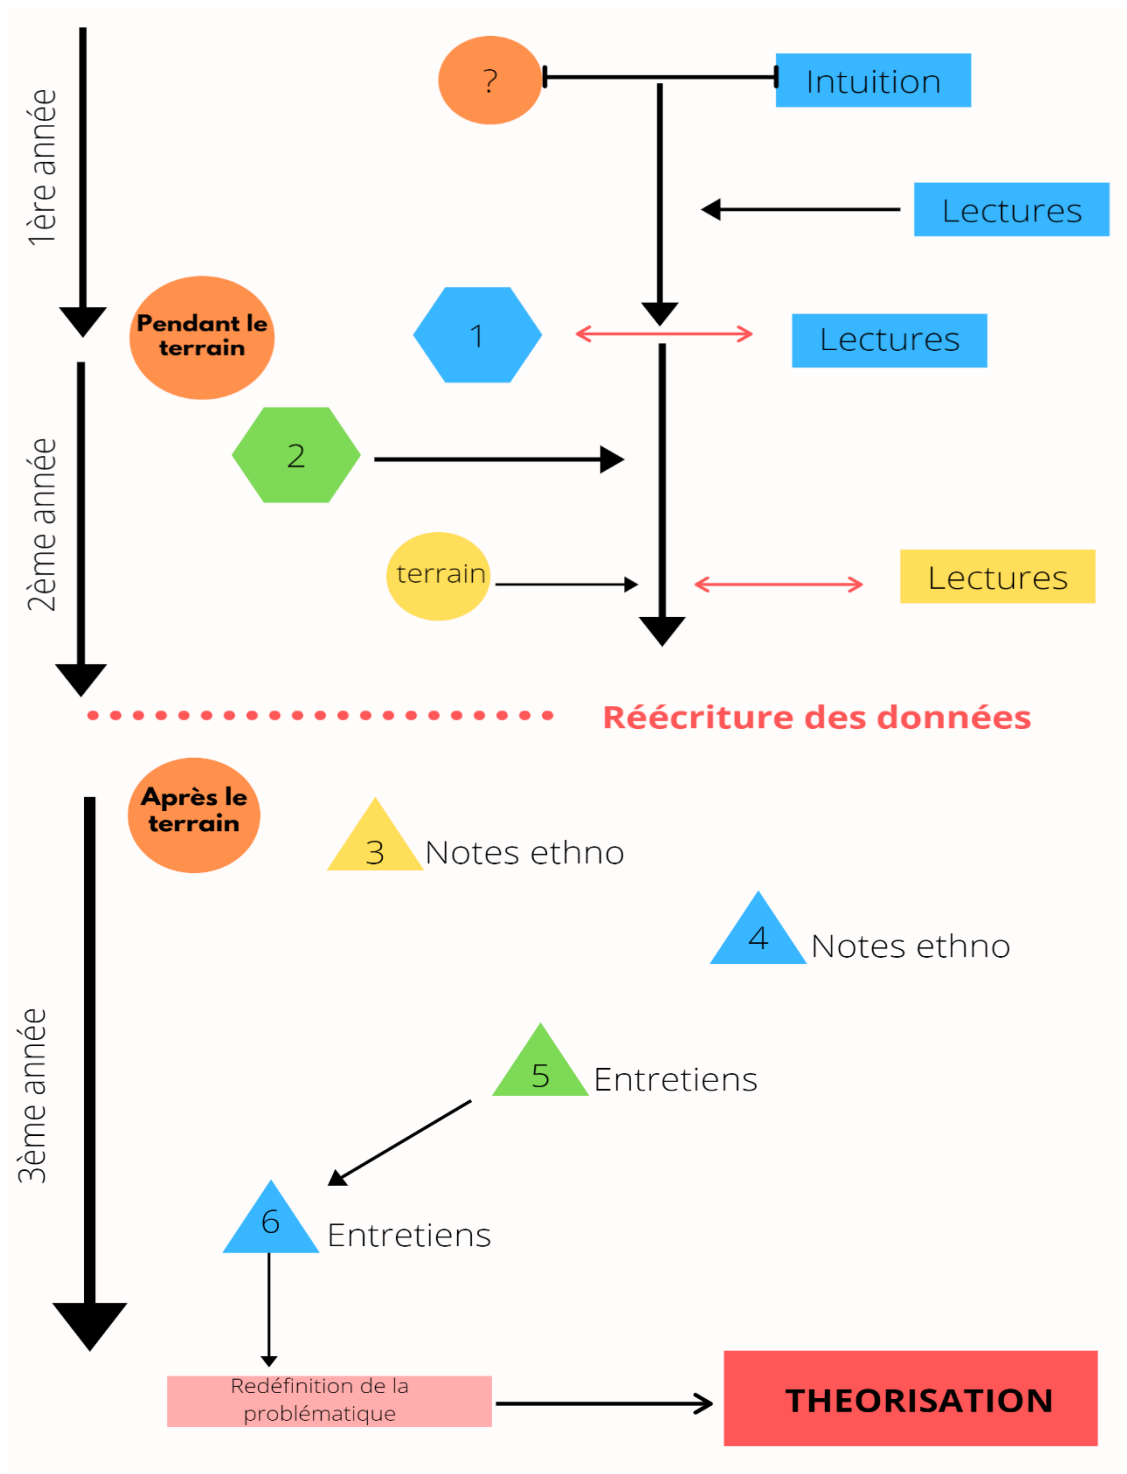 ?
Intuition
1ère année
Lectures
Pendant le
terrain
1
Lectures
2
2ème année
terrain
Lectures
Réécriture des données
Après le
terrain
3
Notes ethno
4
Notes ethno
3ème année
5
Entretiens
6
Entretiens
Redéfinition de la
problématique
THEORISATION